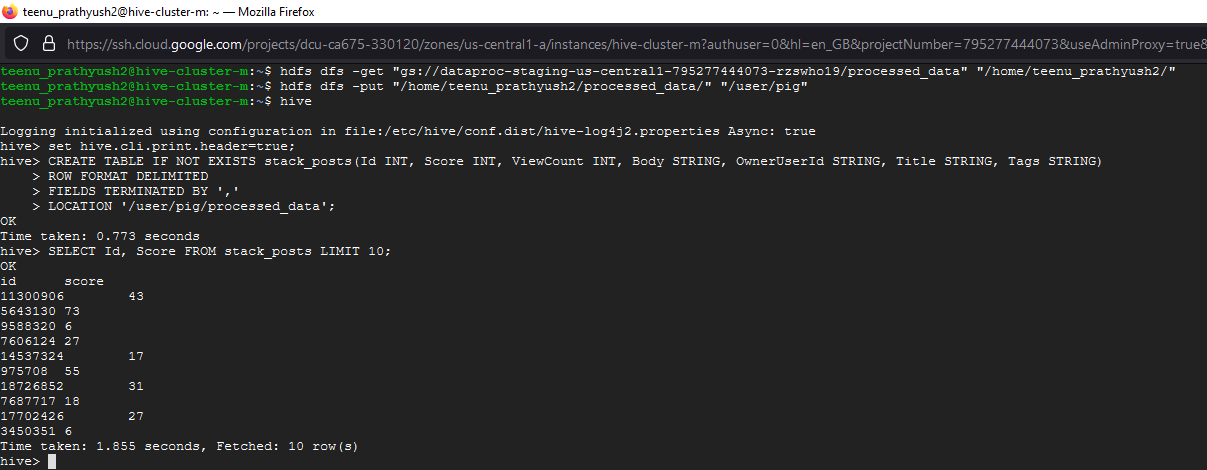 teenu_prathyush2@hive-cluster-m: ~ — Mozilla Firefox
https://ssh.cloud.google.com/projects/dcu-ca675-330120/zones/us-central1-a/instances/hive-cluster-m?authuser=0&hl=en_GB&projectNumber=795277444073&useAdminProxy=true&
teenu_prathyush2@hive-cluster-m:~$ hdfs dfs -get "gs://dataproc-staging-us-central1-795277444073-rzswho19/processed_data" "/home/teenu_prathyush2/"
teenu_prathyush2@hive-cluster-m:~$ hdfs dfs -put "/home/teenu_prathyush2/processed_data/" "/user/pig"
teenu_prathyush2@hive-cluster-m:~$ hive
Logging initialized using configuration in file:/etc/hive/conf.dist/hive-log4j2.properties Async: true
hive> set hive.cli.print.header=true;
hive> CREATE TABLE IF NOT EXISTS stack_posts(Id INT, Score INT, ViewCount INT, Body STRING, OwnerUserId STRING, Title STRING, Tags STRING)
    > ROW FORMAT DELIMITED
    > FIELDS TERMINATED BY ','
    > LOCATION '/user/pig/processed_data';
OK
Time taken: 0.773 seconds
hive> SELECT Id, Score FROM stack_posts LIMIT 10;
OK
id      score
11300906        43
5643130 73
9588320 6
7606124 27
14537324        17
975708  55
18726852        31
7687717 18
17702426        27
3450351 6
Time taken: 1.855 seconds, Fetched: 10 row(s)
hive>